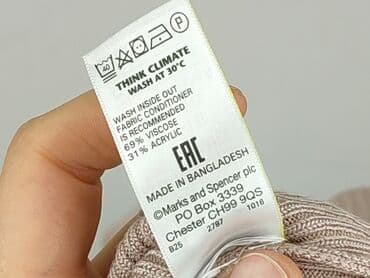 40 P
THINK CLIMATE
WASH AT 30°C
WASH INSIDE OUT
FABRIC CONDITIONER
IS RECOMMENDED
69% VISCOSE
31% ACRYLIC
EAC
MADE IN BANGLADESH
©Marks and Spencer plc
PO Box 3339
Chester CH99 9QS
B25 2787 1016